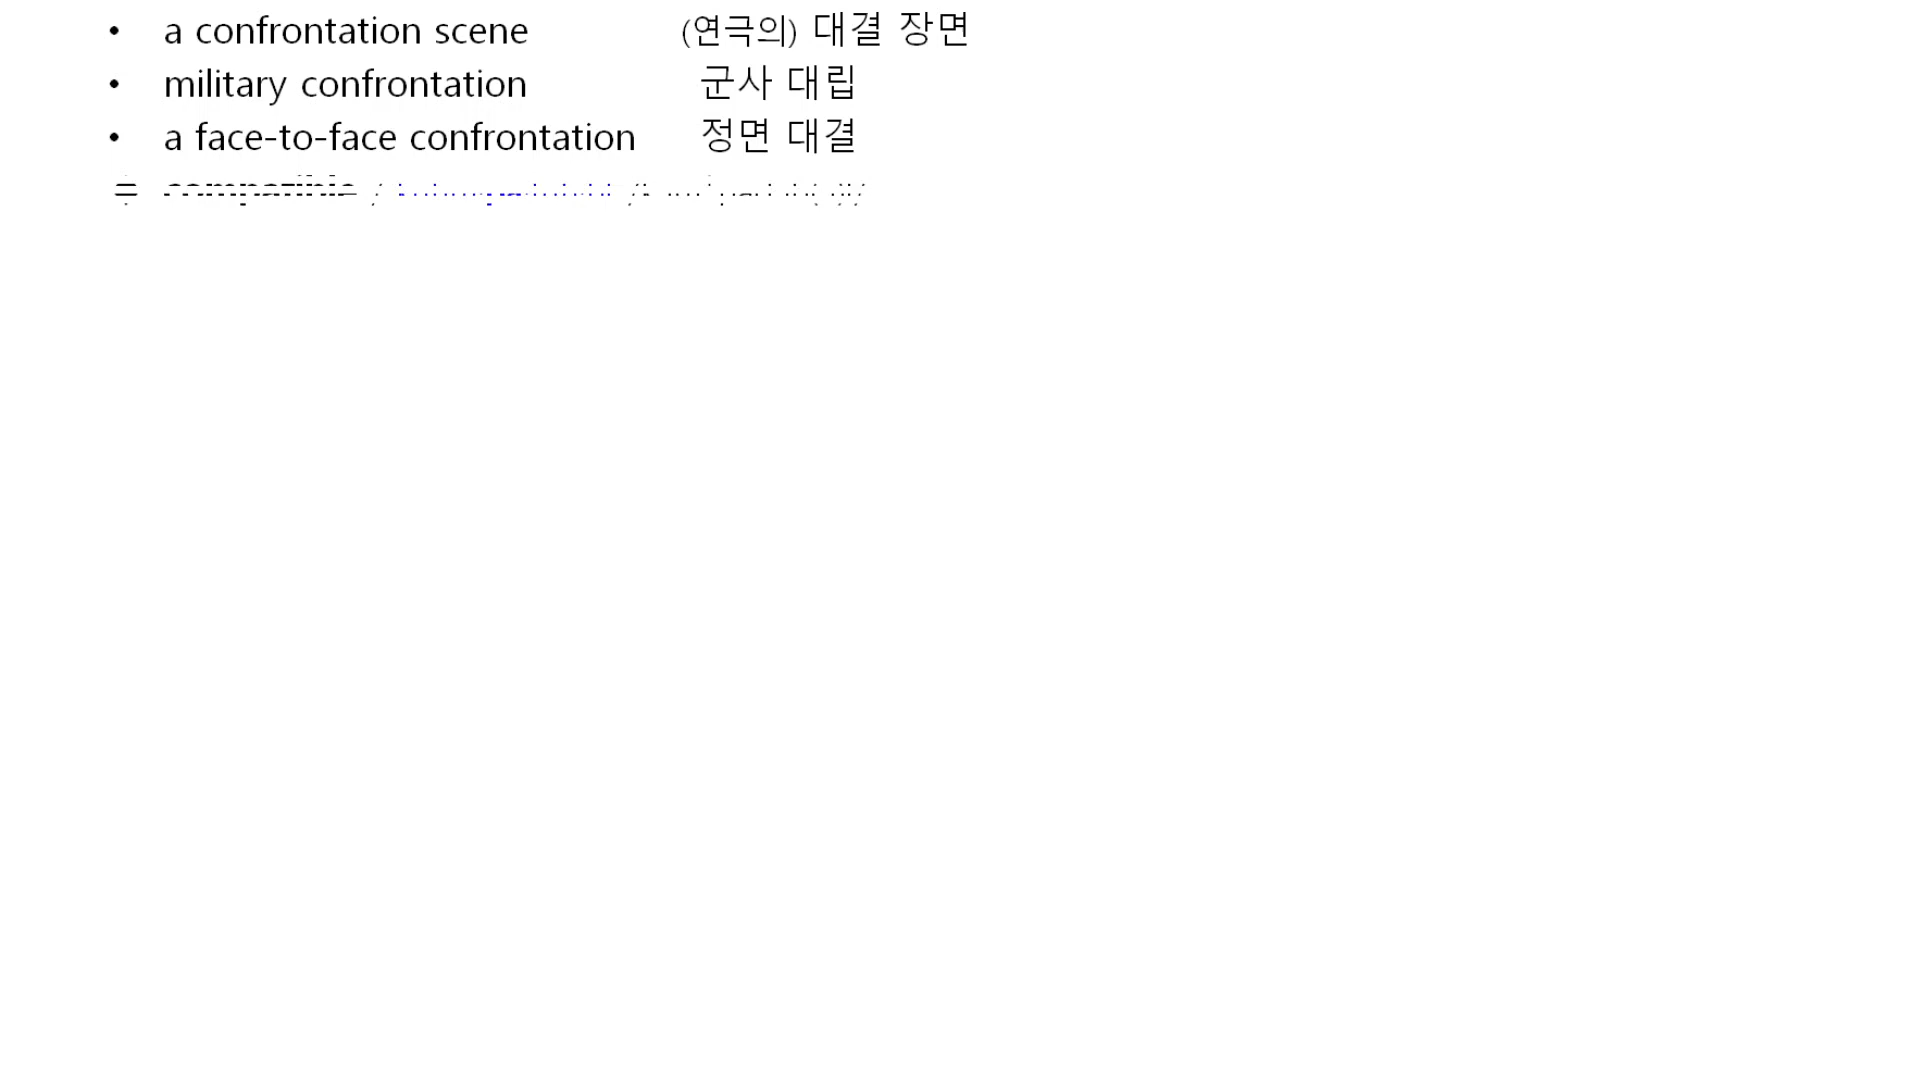 • a confrontation scene (연극의) 대결 장면
• military confrontation 군사 대립
• a face-to-face confrontation 정면 대결
compatible